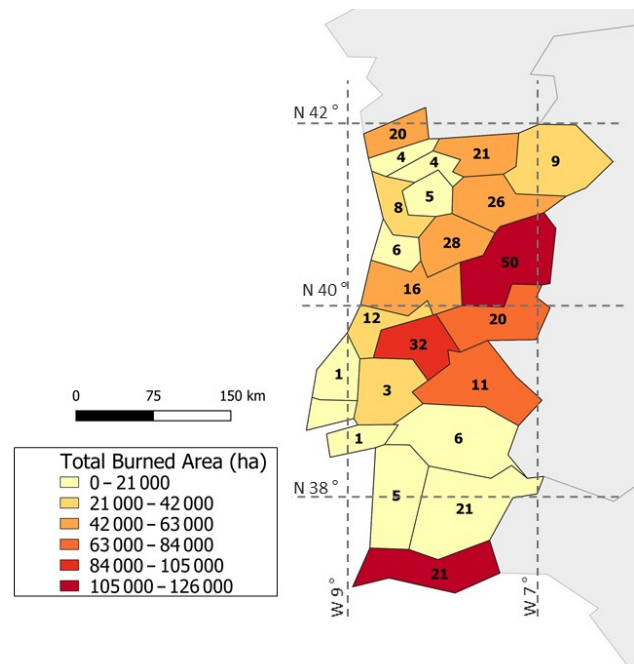 N 42°
20
4
4
21
9
5
8
26
6
28
50
16
N 40°
12
20
32
1
3
11
0 75 150 km
1
6
Total Burned Area (ha)
0 – 21 000
21 000 – 42 000
42 000 – 63 000
63 000 – 84 000
84 000 – 105 000
105 000 – 126 000
N 38°
5
21
21
W 9°
W 7°